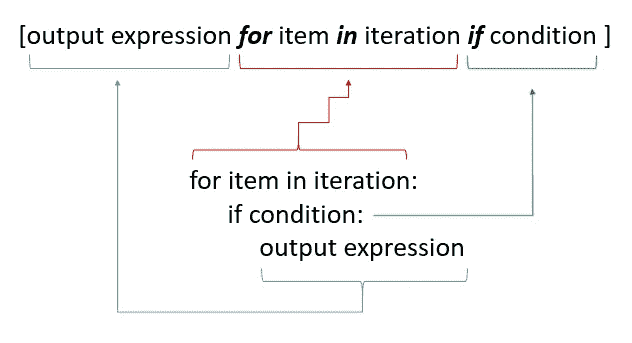 [output expression for item in iteration if condition ]
for item in iteration:
if condition:
output expression